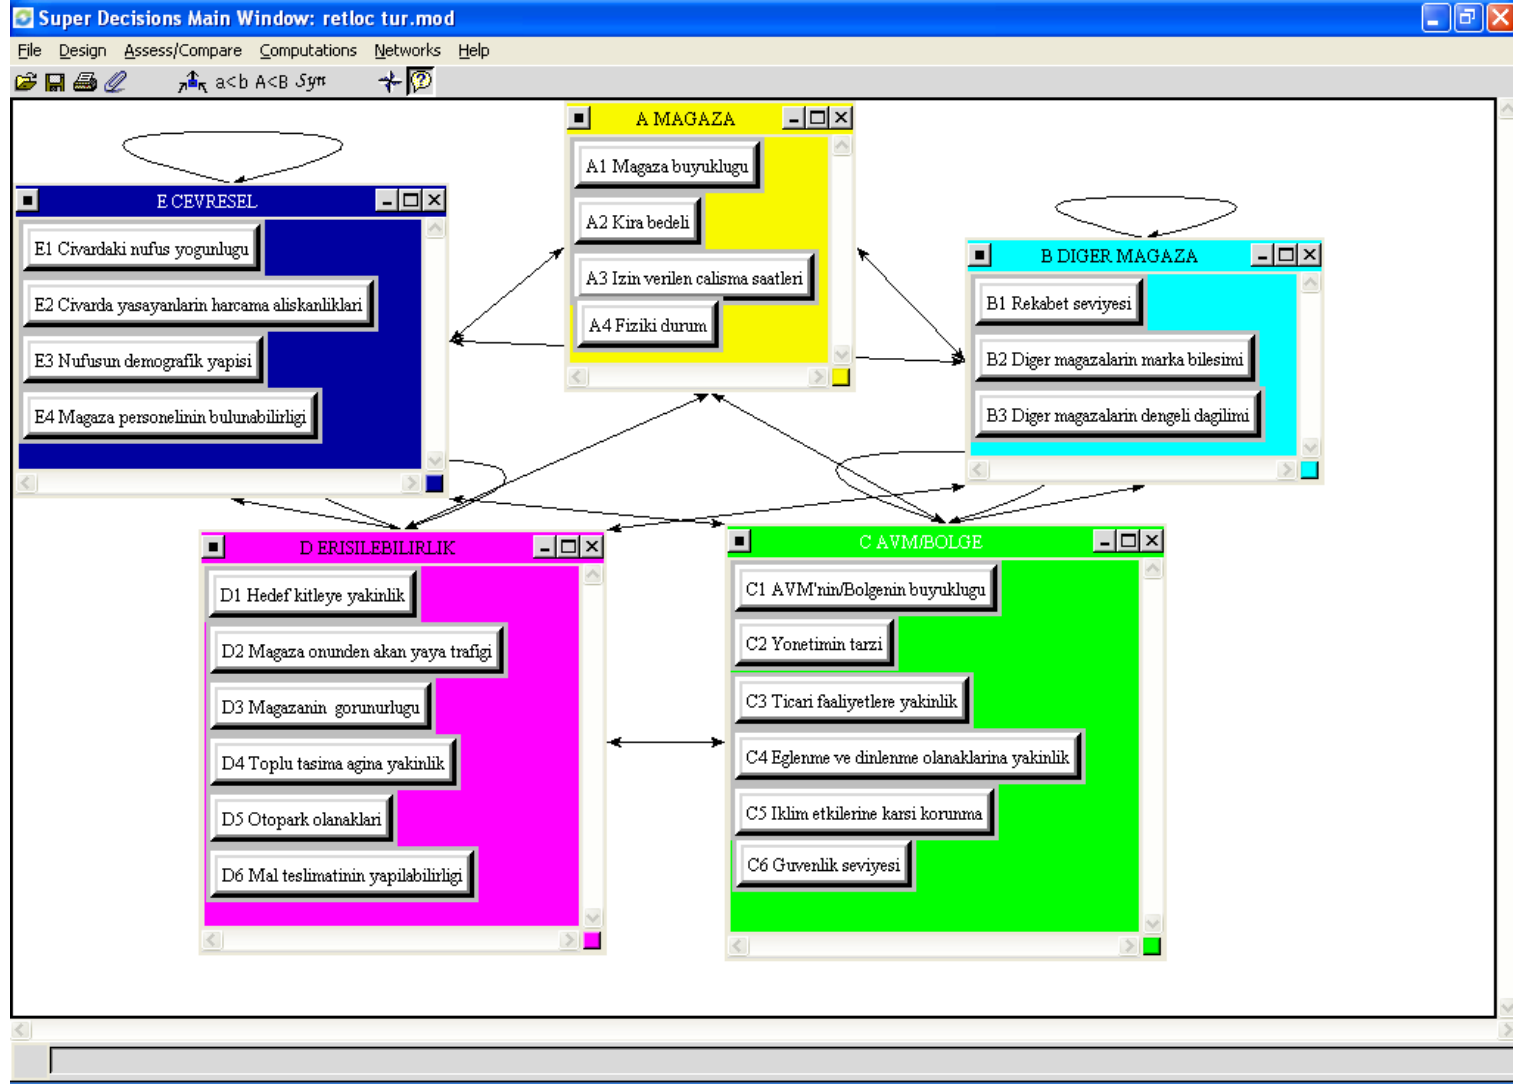 Super Decisions Main Window: retloc tur.mod
File Design Assess/Compare Computations Networks Help
a<b A<B Syn
A MAGAZA
A1 Magaza buyuklugu
A2 Kira bedeli
A3 Izin verilen calisma saatleri
A4 Fiziki durum
E CEVRESEL
E1 Civardaki nufus yogunlugu
E2 Civarda yasayanlarin harcama aliskanliklari
E3 Nufusun demografik yapisi
E4 Magaza personelinin bulunabilirligi
B DIGER MAGAZA
B1 Rekabet seviyesi
B2 Diger magazalarin marka bilesimi
B3 Diger magazalarin dengeli dagilimi
D ERISILEBILIRLIK
D1 Hedef kitleye yakinlik
D2 Magaza onunden akan yaya trafigi
D3 Magazanin gorunurlugu
D4 Toplu tasima agina yakinlik
D5 Otopark olanaklari
D6 Mal teslimatinin yapilabilirligi
C AVM/BOLGE
C1 AVM'nin/Bolgenin buyuklugu
C2 Yonetimin tarzi
C3 Ticari faaliyetlere yakinlik
C4 Eglenme ve dinlenme olanaklarina yakinlik
C5 Iklim etkilerine karsi korunma
C6 Guvenlik seviyesi